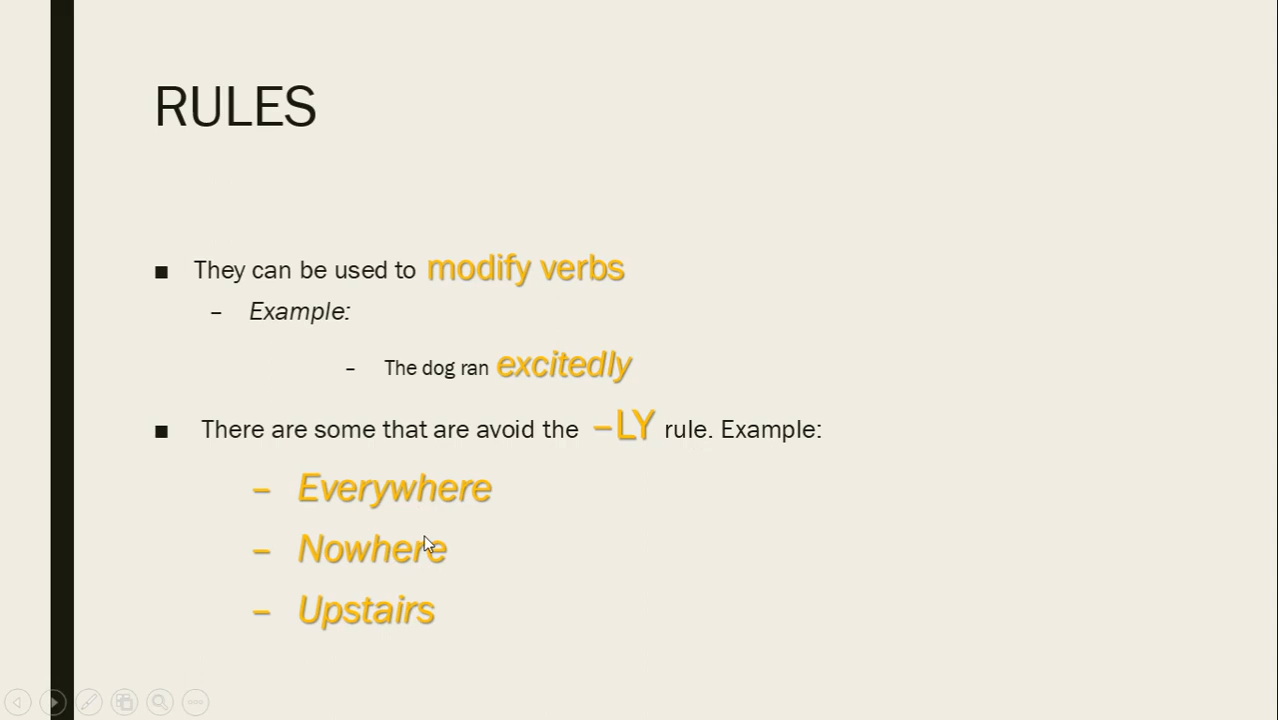 RULES
■ They can be used to modify verbs
– Example:
– The dog ran excitedly
■ There are some that are avoid the –LY rule. Example:
– Everywhere
– Nowhere
– Upstairs